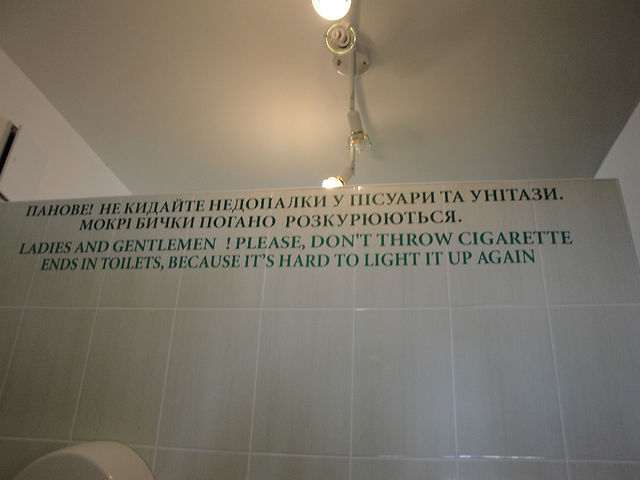 ПАНОВЕ! НЕ КИДАЙТЕ НЕДОПАЛКИ У ПІСУАРИ ТА УНІТАЗИ.
МОКРІ БИЧКИ ПОГАНО РОЗКУРЮЮТЬСЯ.
LADIES AND GENTLEMEN ! PLEASE, DON'T THROW CIGARETTE
ENDS IN TOILETS, BECAUSE IT'S HARD TO LIGHT IT UP AGAIN